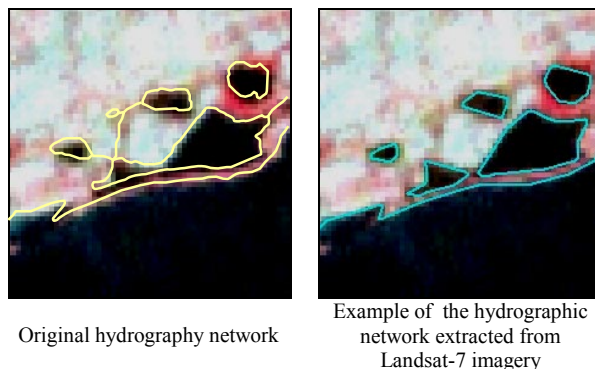 Original hydrography network
Example of the hydrographic
network extracted from
Landsat-7 imagery